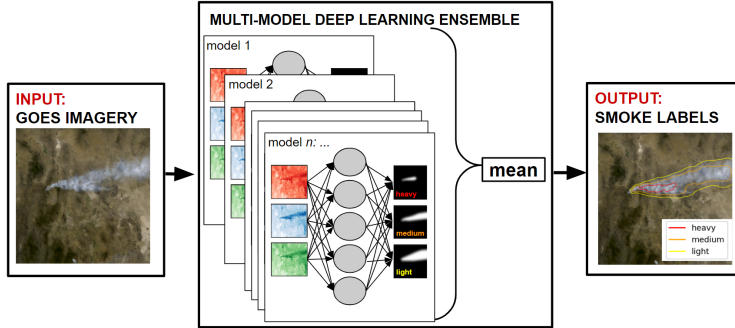 MULTI-MODEL DEEP LEARNING ENSEMBLE
INPUT:
GOES IMAGERY
model 1
model 2
model n: ...
heavy
medium
light
mean
OUTPUT:
SMOKE LABELS
heavy
medium
light